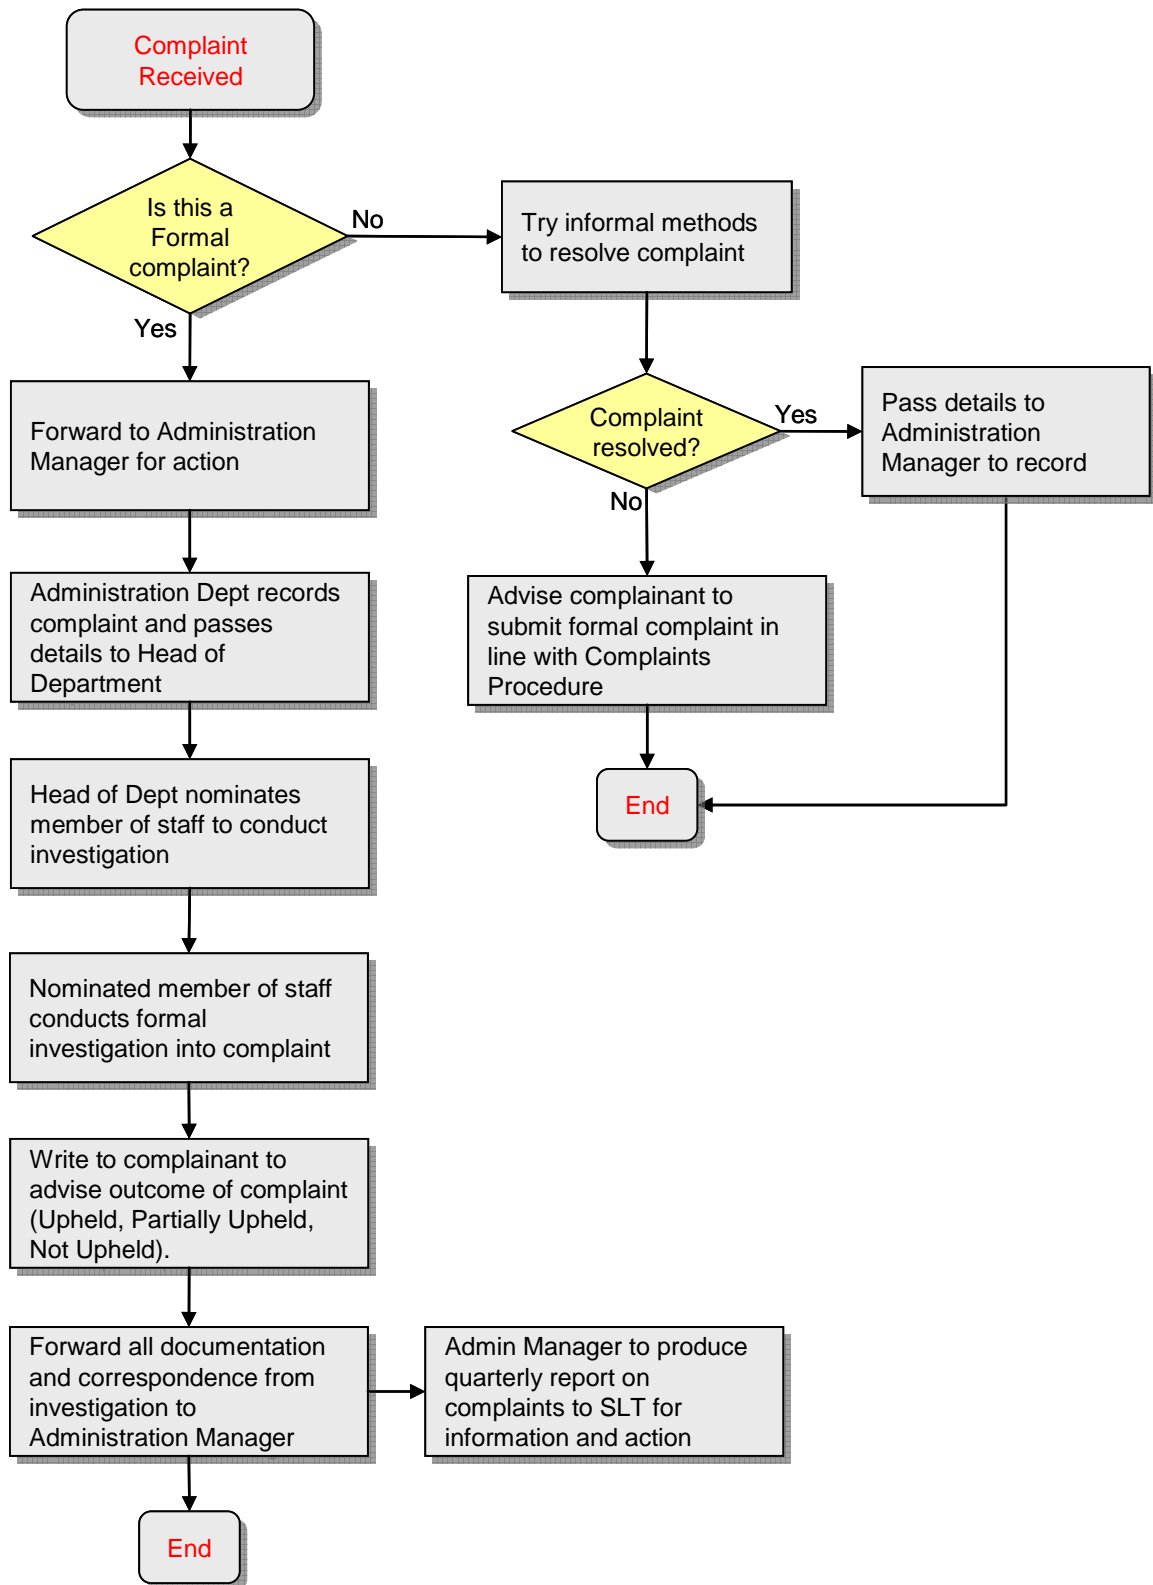 Complaint
Received
Is this a
Formal
complaint?
No
Try informal methods
to resolve complaint
Yes
Forward to Administration
Manager for action
Complaint
resolved?
Yes
Pass details to
Administration
Manager to record
No
Administration Dept records
complaint and passes
details to Head of
Department
Advise complainant to
submit formal complaint in
line with Complaints
Procedure
Head of Dept nominates
member of staff to conduct
investigation
End
Nominated member of staff
conducts formal
investigation into complaint
Write to complainant to
advise outcome of complaint
(Upheld, Partially Upheld,
Not Upheld).
Forward all documentation
and correspondence from
investigation to
Administration Manager
Admin Manager to produce
quarterly report on
complaints to SLT for
information and action
End